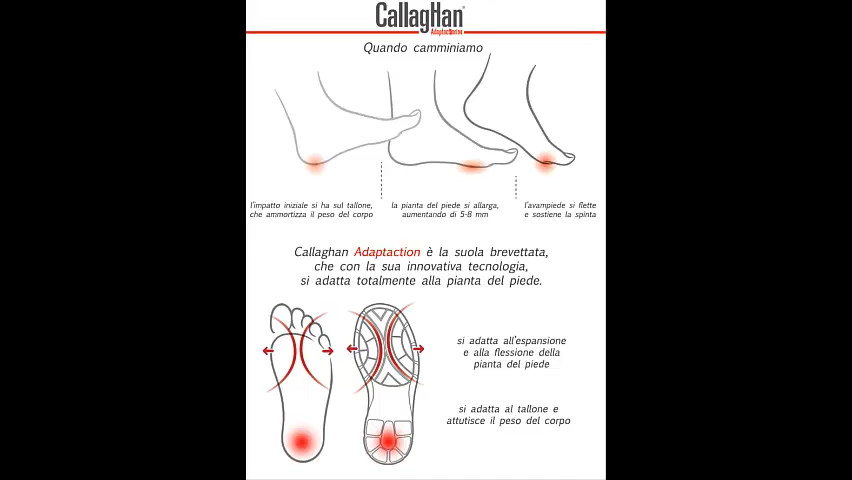 CallagHan
Adaptaction
Quando camminiamo
l'impatto iniziale si ha sul tallone,
che ammortizza il peso del corpo
la pianta del piede si allarga,
aumentando di 5-8 mm
l'avampiede si flette
e sostiene la spinta
Callaghan Adaptaction è la suola brevettata,
che con la sua innovativa tecnologia,
si adatta totalmente alla pianta del piede.
si adatta all'espansione
e alla flessione della
pianta del piede
si adatta al tallone e
attutisce il peso del corpo